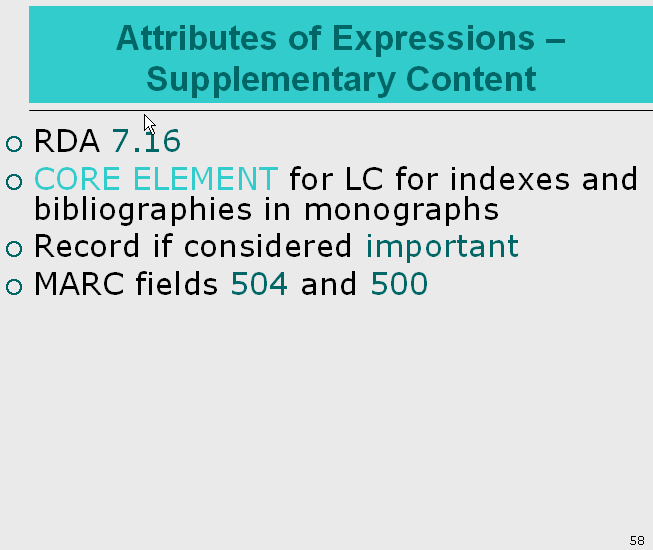 Attributes of Expressions –
Supplementary Content
RDA 7.16
CORE ELEMENT for LC for indexes and
bibliographies in monographs
Record if considered important
MARC fields 504 and 500
58